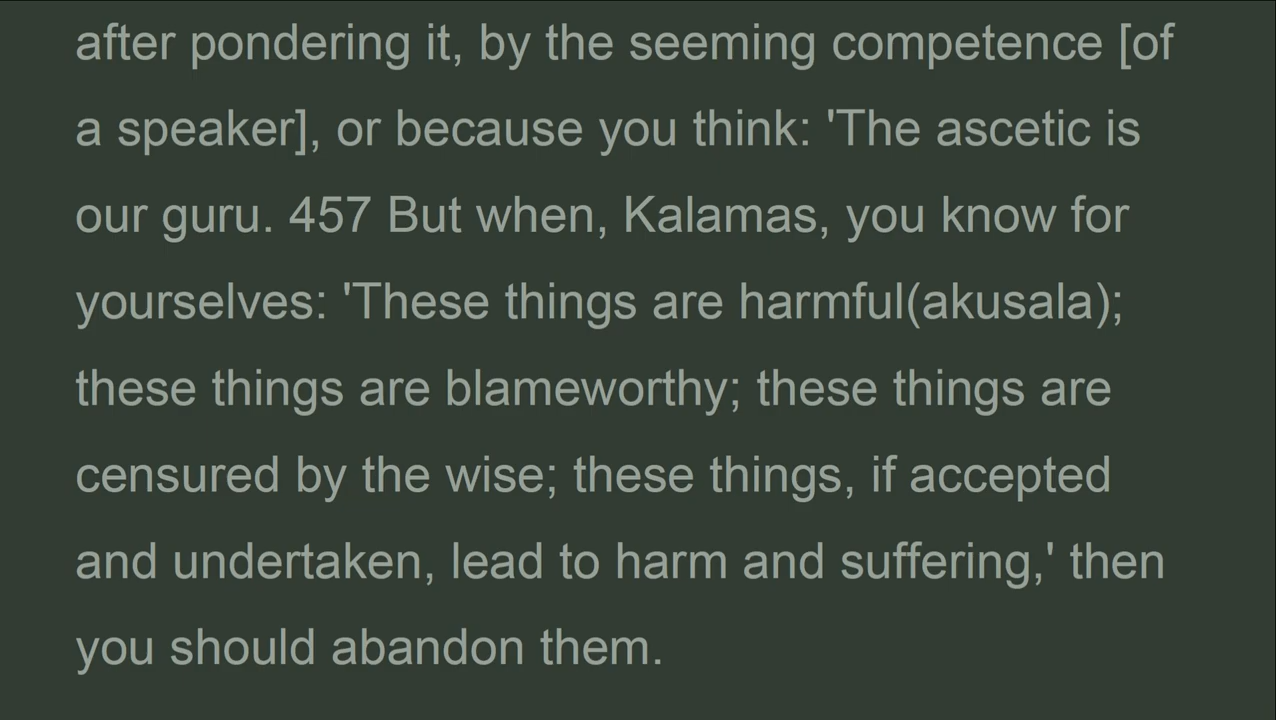 after pondering it, by the seeming competence [of
a speaker], or because you think: 'The ascetic is
our guru. 457 But when, Kalamas, you know for
yourselves: 'These things are harmful(akusala);
these things are blameworthy; these things are
censured by the wise; these things, if accepted
and undertaken, lead to harm and suffering,' then
you should abandon them.